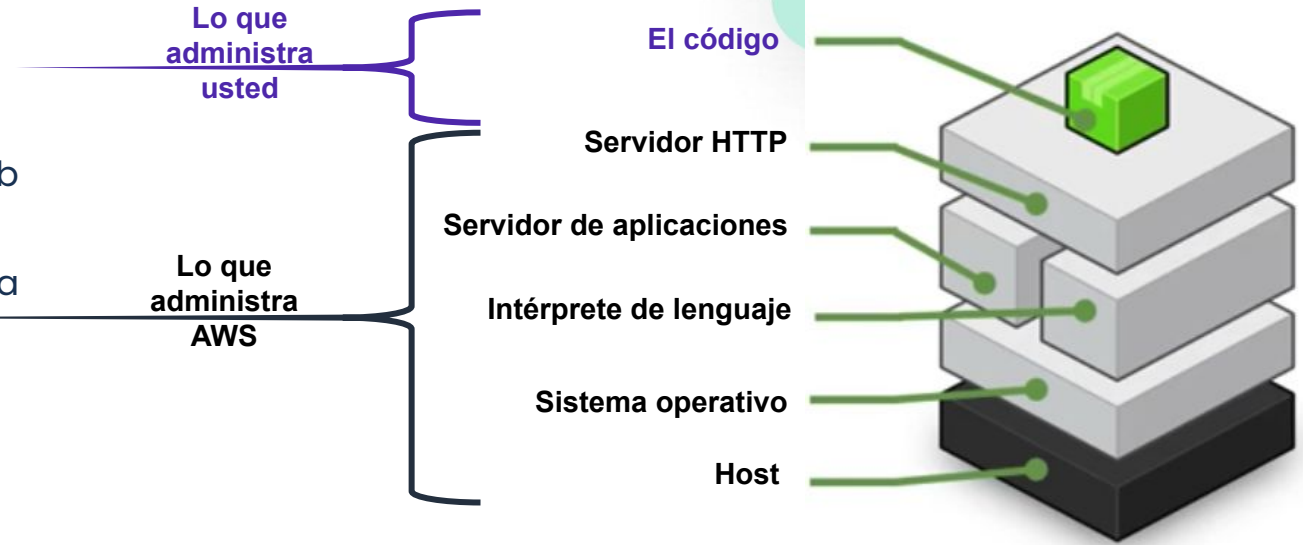 Lo que
administra
usted
El código
Servidor HTTP
b
Servidor de aplicaciones
a
Lo que
administra
AWS
Intérprete de lenguaje
Sistema operativo
Host